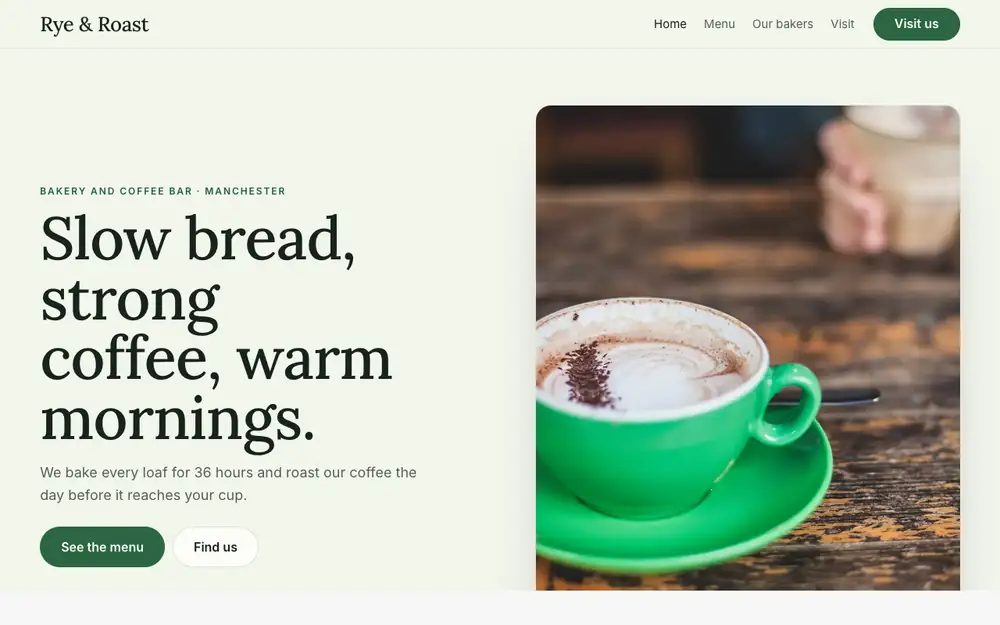 Rye & Roast
Home Menu Our bakers Visit Visit us
BAKERY AND COFFEE BAR · MANCHESTER
Slow bread,
strong
coffee, warm
mornings.
We bake every loaf for 36 hours and roast our coffee the
day before it reaches your cup.
See the menu Find us